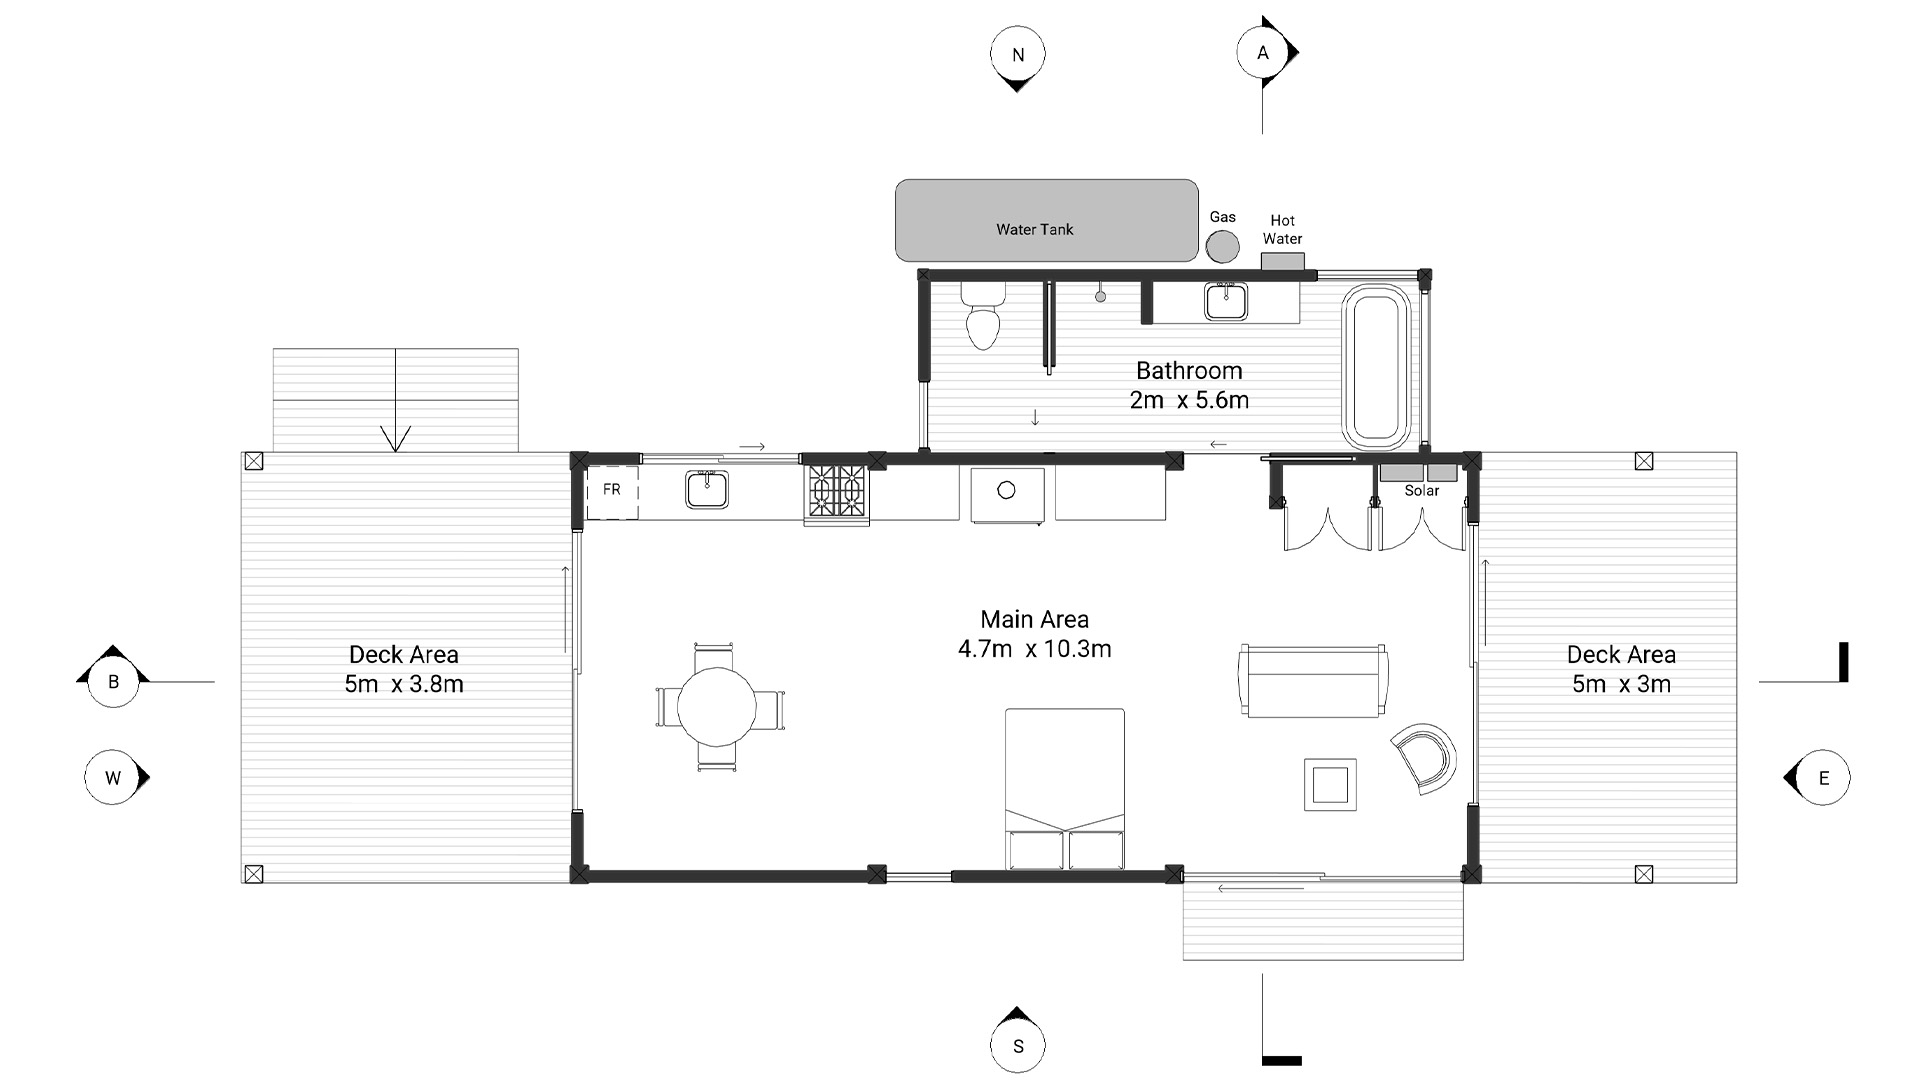 N
A
Gas
Hot
Water
Water Tank
Bathroom
2m x 5.6m
FR
Solar
Main Area
4.7m x 10.3m
Deck Area
5m x 3.8m
Deck Area
5m x 3m
B
W
E
S